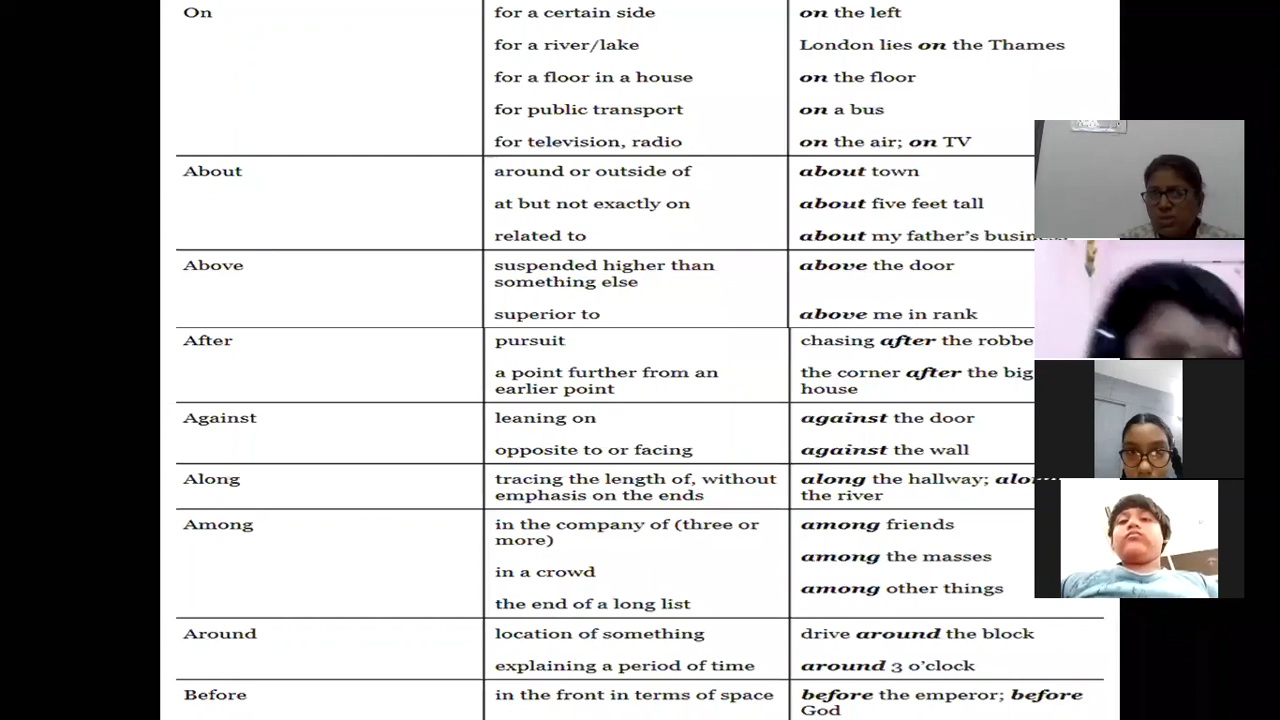 On for a certain side on the left
for a river/lake London lies on the Thames
for a floor in a house on the floor
for public transport on a bus
for television, radio on the air; on TV
About around or outside of about town
at but not exactly on about five feet tall
related to about my father's business
Above suspended higher than above the door
something else
superior to above me in rank
After pursuit chasing after the robbe
a point further from an the corner after the big
earlier point house
Against leaning on against the door
opposite to or facing against the wall
Along tracing the length of, without along the hallway; along
emphasis on the ends the river
Among in the company of (three or among friends
more)
among the masses
in a crowd
among other things
the end of a long list
Around location of something drive around the block
explaining a period of time around 3 o'clock
Before in the front in terms of space before the emperor; before
God